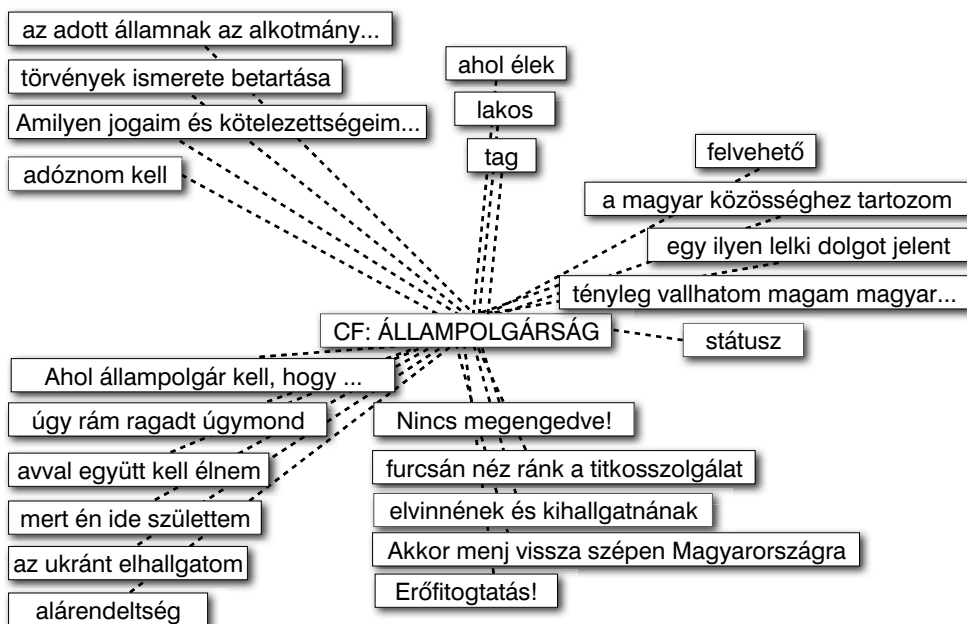 az adott államnak az alkotmány...
törvények ismerete betartása
Amilyen jogaim és kötelezettségeim...
adóznom kell
ahol élek
lakos
tag
felvehető
a magyar közösséghez tartozom
egy ilyen lelki dolgot jelent
tényleg vallhatom magam magyar...
CF: ÁLLAMPOLGÁRSÁG
státusz
Ahol állampolgár kell, hogy ...
úgy rám ragadt úgymond
avval együtt kell élnem
mert én ide születtem
az ukránt elhallgatom
alárendeltség
Nincs megengedve!
furcsán néz ránk a titkosszolgálat
elvinnének és kihallgatnának
Akkor menj vissza szépen Magyarországra
Erőfitogtatás!